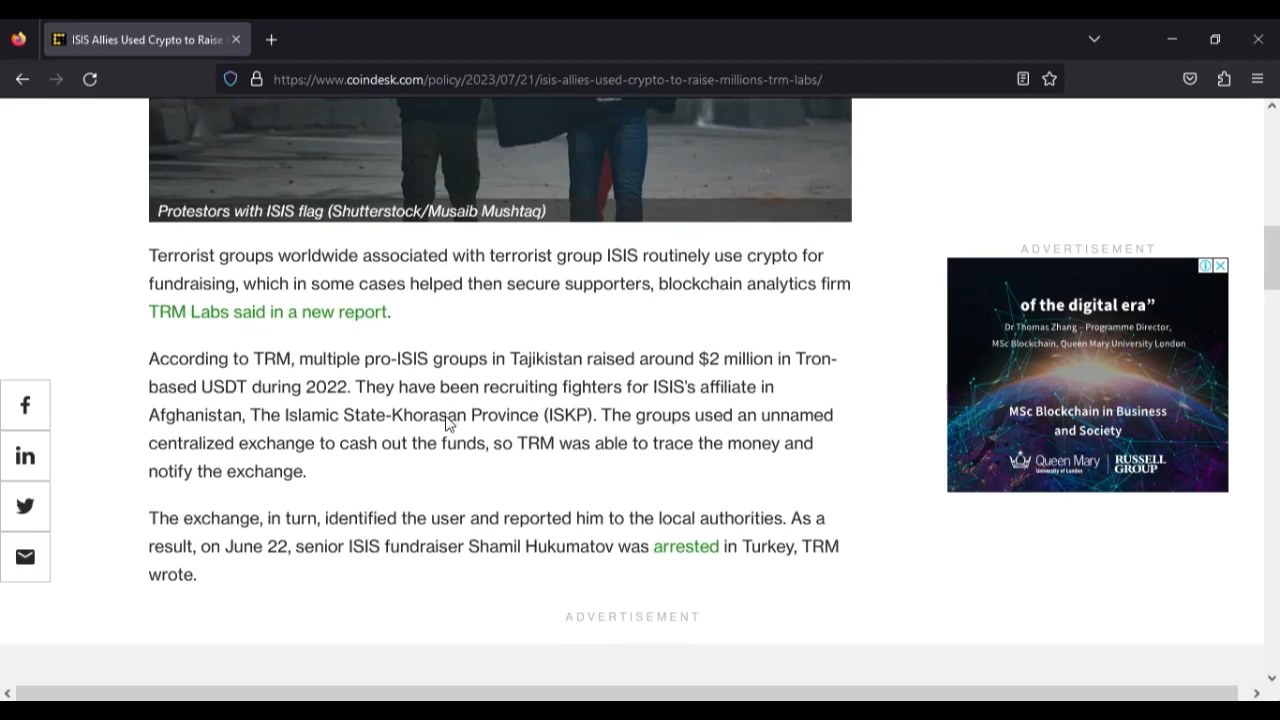 ISIS Allies Used Crypto to Raise
https://www.coindesk.com/policy/2023/07/21/isis-allies-used-crypto-to-raise-millions-trm-labs/
Protestors with ISIS flag (Shutterstock/Musaib Mushtaq)
Terrorist groups worldwide associated with terrorist group ISIS routinely use crypto for
fundraising, which in some cases helped then secure supporters, blockchain analytics firm
TRM Labs said in a new report.
According to TRM, multiple pro-ISIS groups in Tajikistan raised around $2 million in Tron-
based USDT during 2022. They have been recruiting fighters for ISIS's affiliate in
Afghanistan, The Islamic State-Khorasan Province (ISKP). The groups used an unnamed
centralized exchange to cash out the funds, so TRM was able to trace the money and
notify the exchange.
The exchange, in turn, identified the user and reported him to the local authorities. As a
result, on June 22, senior ISIS fundraiser Shamil Hukumatov was arrested in Turkey, TRM
wrote.
ADVERTISEMENT
ADVERTISEMENT
of the digital era”
Dr Thomas Zhang – Programme Director,
MSc Blockchain, Queen Mary University London
MSc Blockchain in Business
and Society
Queen Mary
University of London
RUSSELL
GROUP